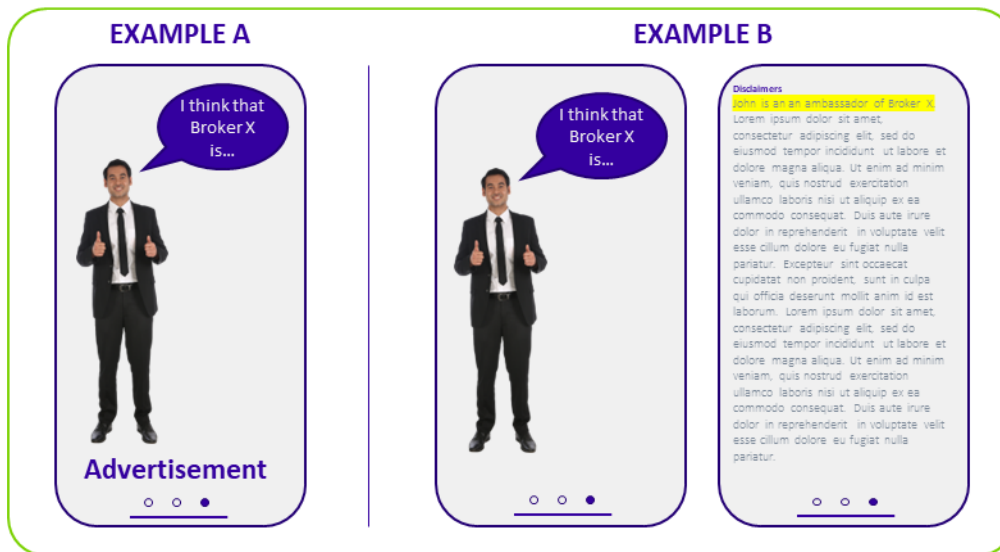 EXAMPLE A
I think that
Broker X
is...
Advertisement
EXAMPLE B
I think that
Broker X
is...
Disclaimers
John is an an ambassador of Broker X.
Lorem ipsum dolor sit amet,
consectetur adipiscing elit, sed do
eiusmod tempor incididunt ut labore et
dolore magna aliqua. Ut enim ad minim
veniam, quis nostrud exercitation
ullamco laboris nisi ut aliquip ex ea
commodo consequat. Duis aute irure
dolor in reprehenderit in voluptate velit
esse cillum dolore eu fugiat nulla
pariatur. Excepteur sint occaecat
cupidatat non proident, sunt in culpa
qui officia deserunt mollit anim id est
laborum. Lorem ipsum dolor sit amet,
consectetur adipiscing elit, sed do
eiusmod tempor incididunt ut labore et
dolore magna aliqua. Ut enim ad minim
veniam, quis nostrud exercitation
ullamco laboris nisi ut aliquip ex ea
commodo consequat. Duis aute irure
dolor in reprehenderit in voluptate velit
esse cillum dolore eu fugiat nulla
pariatur.